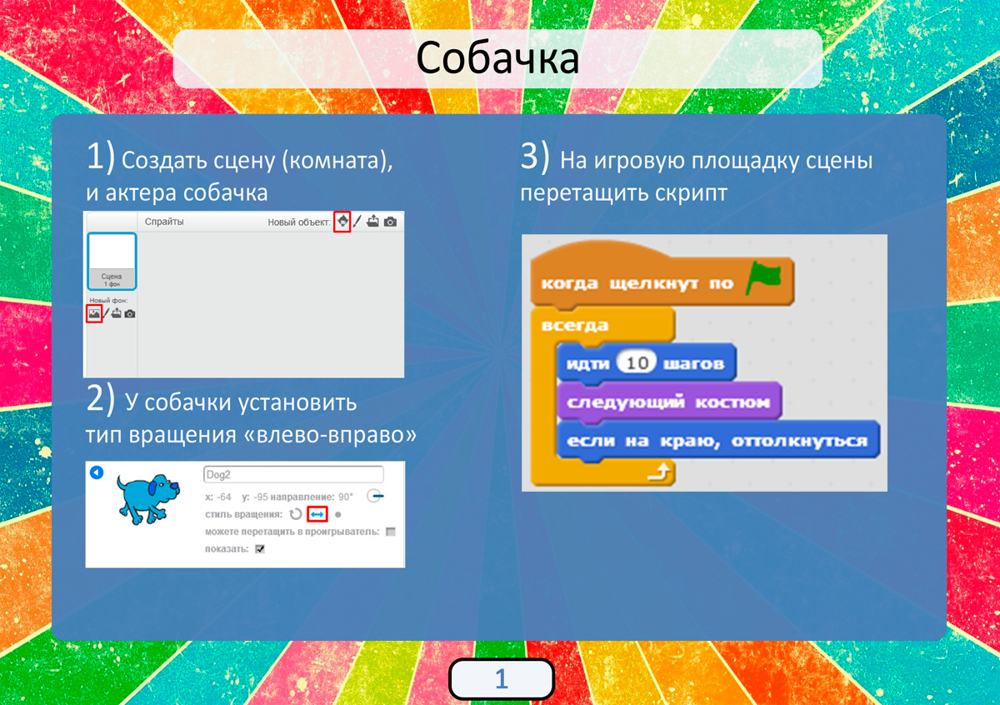 Собачка
1) Создать сцену (комната),
и актера собачка
Спрайты
Новый объект:
Сцена
1 фон
Новый фон:
2) У собачки установить
тип вращения «влево-вправо»
Dog2
x: -64 y: -95 направление: 90°
стиль вращения:
можете перетащить в проигрыватель:
показать:
3) На игровую площадку сцены
перетащить скрипт
когда щелкнут по
всегда
идти 10 шагов
следующий костюм
если на краю, оттолкнуться
1